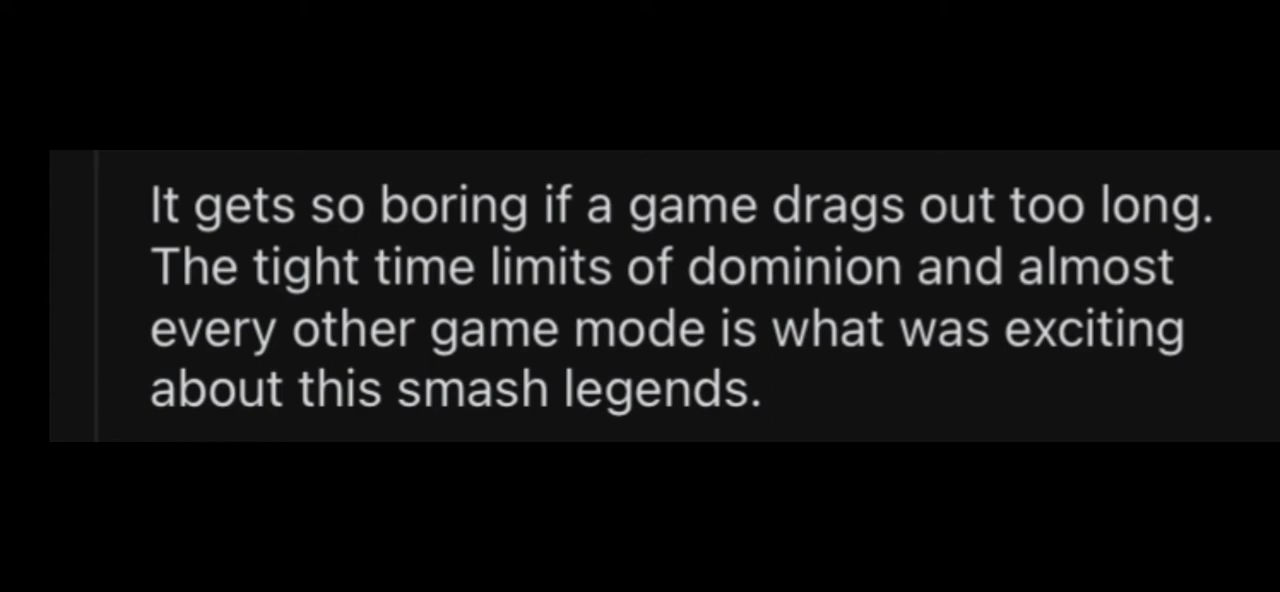 It gets so boring if a game drags out too long.
The tight time limits of dominion and almost
every other game mode is what was exciting
about this smash legends.